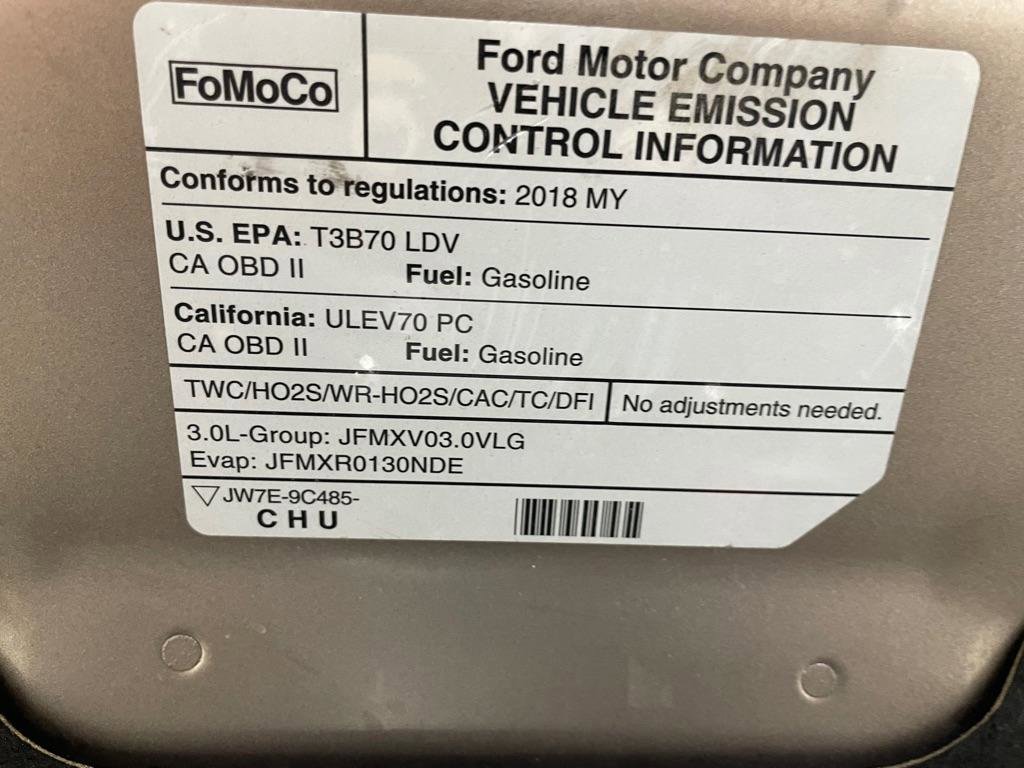 FoMoCo
Ford Motor Company
VEHICLE EMISSION
CONTROL INFORMATION
Conforms to regulations: 2018 MY
U.S. EPA: T3B70 LDV
CA OBD II Fuel: Gasoline
California: ULEV70 PC
CA OBD II Fuel: Gasoline
TWC/HO2S/WR-HO2S/CAC/TC/DFI No adjustments needed.
3.0L-Group: JFMXV03.0VLG
Evap: JFMXR0130NDE
JW7E-9C485-
CHU